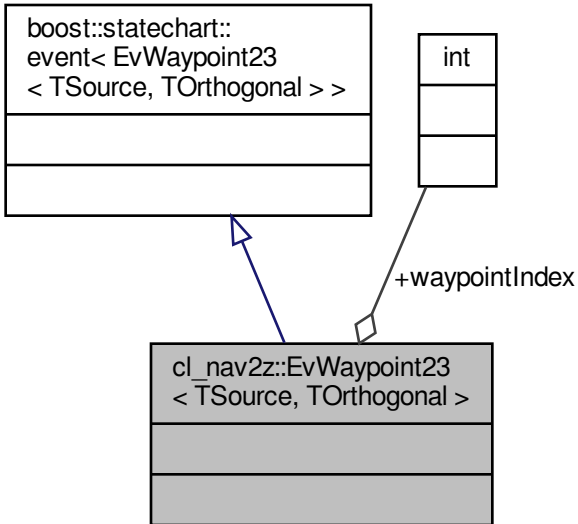 boost::statechart::
event< EvWaypoint23
< TSource, TOrthogonal > >
int
+waypointIndex
cl_nav2z::EvWaypoint23
< TSource, TOrthogonal >